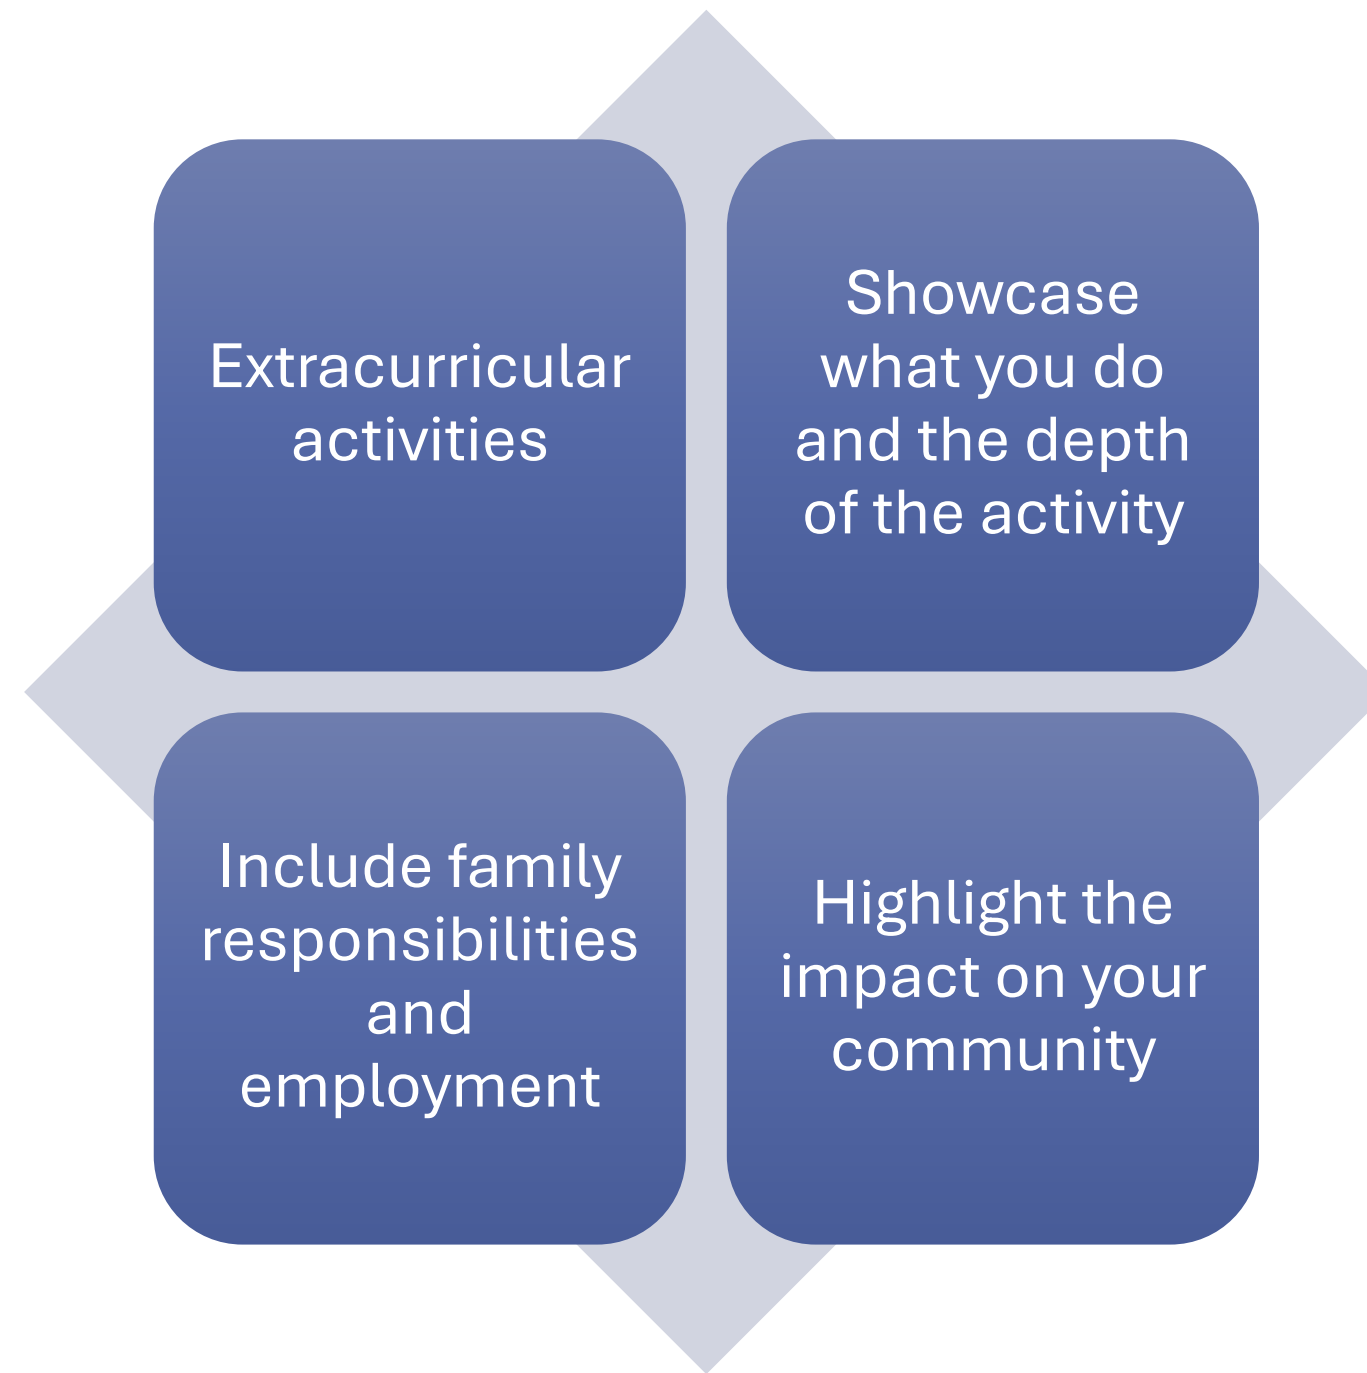 Extracurricular
activities
Showcase
what you do
and the depth
of the activity
Include family
responsibilities
and
employment
Highlight the
impact on your
community